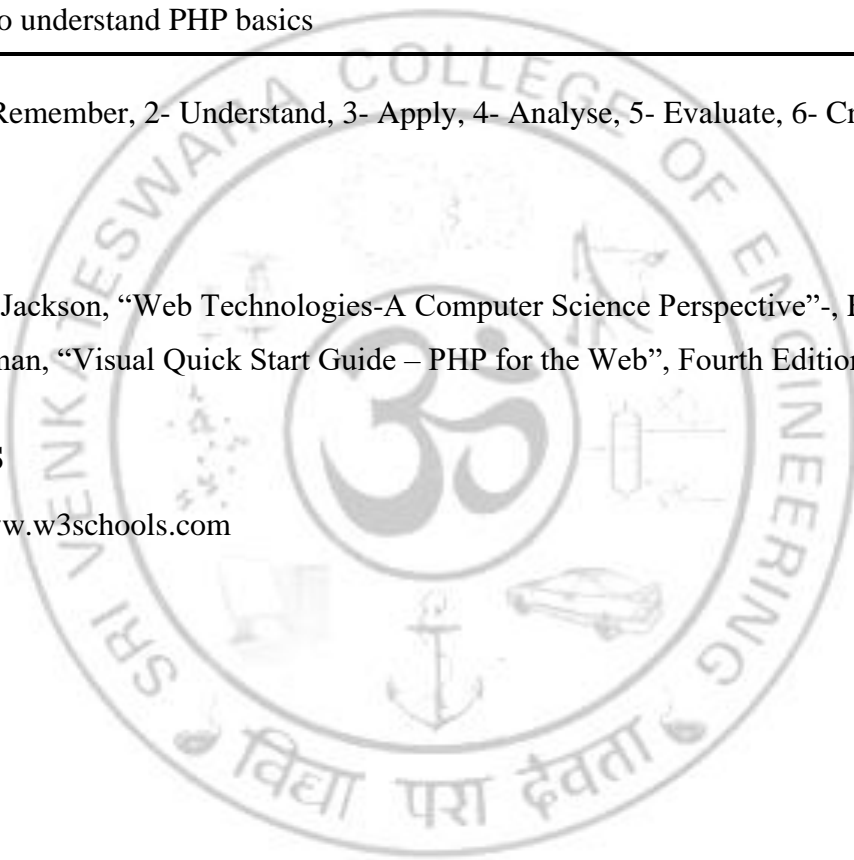 o understand PHP basics
Remember, 2- Understand, 3- Apply, 4- Analyse, 5- Evaluate, 6- Cr
Jackson, “Web Technologies-A Computer Science Perspective”-,
nan, “Visual Quick Start Guide – PHP for the Web”, Fourth Edition
S
w.w3schools.com
SRI VENKATESWARA COLLEGE OF ENGINEERING
ॐ
विद्या परा देवता